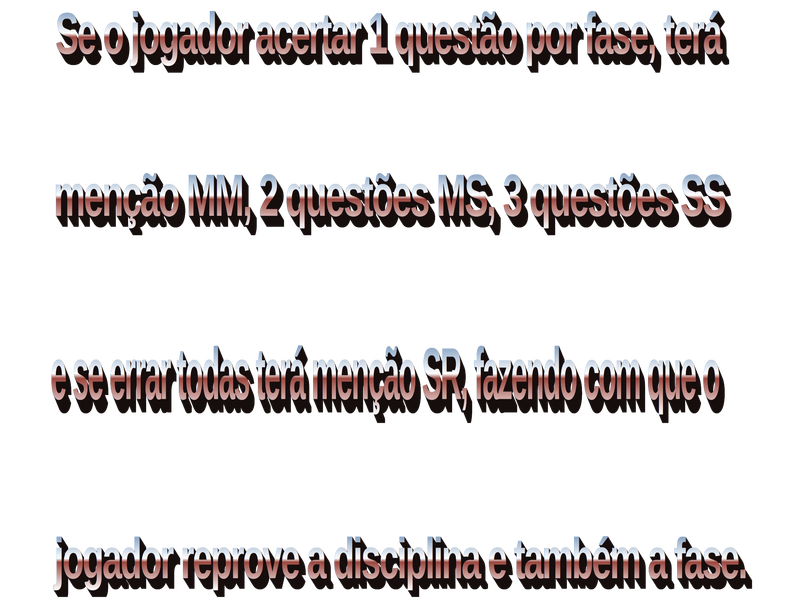 Se o jogador acertar 1 questão por fase, terá
menção MM, 2 questões MS, 3 questões SS
e se errar todas terá menção SR, fazendo com que o
jogador reprove a disciplina e também a fase.